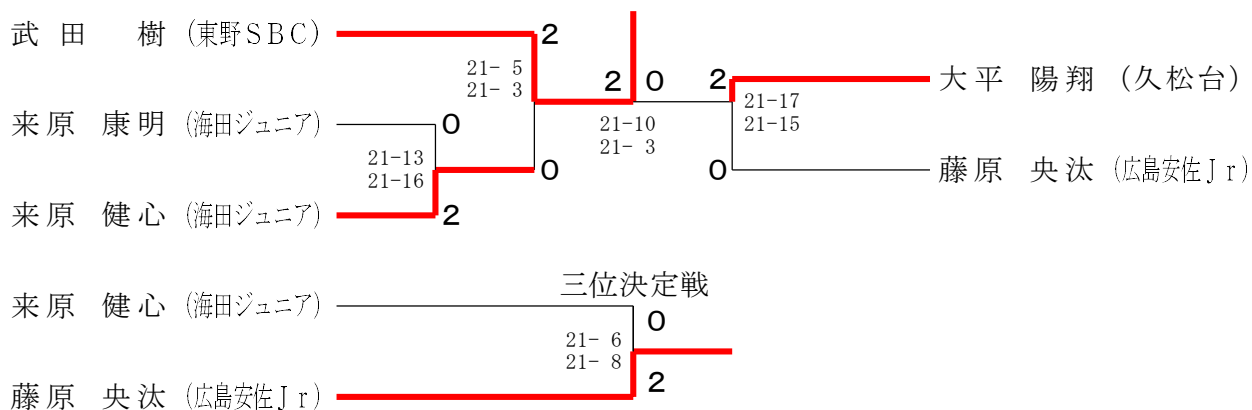 武田 樹 (東野SBC)
2
21- 5
21- 3
2 0
2
大平 陽翔 (久松台)
21-17
21-15
来原 康明 (海田ジュニア)
0
21-10
21- 3
21-13
21-16
0
0
藤原 央汰 (広島安佐Jr)
来原 健心 (海田ジュニア)
2
三位決定戦
来原 健心 (海田ジュニア)
0
21- 6
21- 8
2
藤原 央汰 (広島安佐Jr)